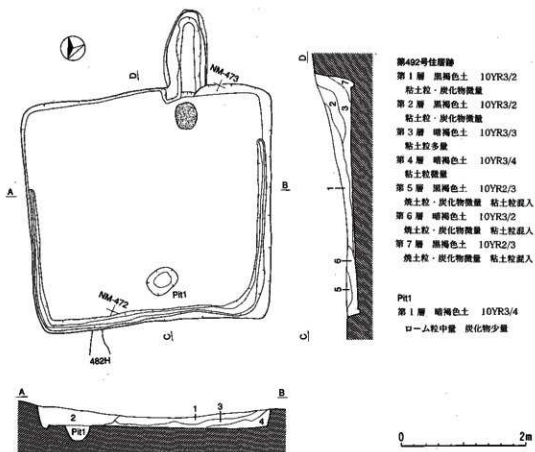 D
NM-473
A
B
Pit1
NM-472
C
482H
D
1
2
3
7
1
6
5
C
A
B
2
1
3
4
Pit1
0
2m
第492号住居跡
第1層 黒褐色土 10YR3/2
粘土粒・炭化物微量
第2層 黒褐色土 10YR3/2
粘土粒・炭化物微量
第3層 暗褐色土 10YR3/3
粘土粒多量
第4層 暗褐色土 10YR3/4
粘土粒微量
第5層 黒褐色土 10YR2/3
焼土粒・炭化物微量 粘土粒混入
第6層 暗褐色土 10YR3/2
焼土粒・炭化物微量 粘土粒混入
第7層 黒褐色土 10YR2/3
焼土粒・炭化物微量 粘土粒混入
Pit1
第1層 暗褐色土 10YR3/4
ローム粒中量 炭化物少量